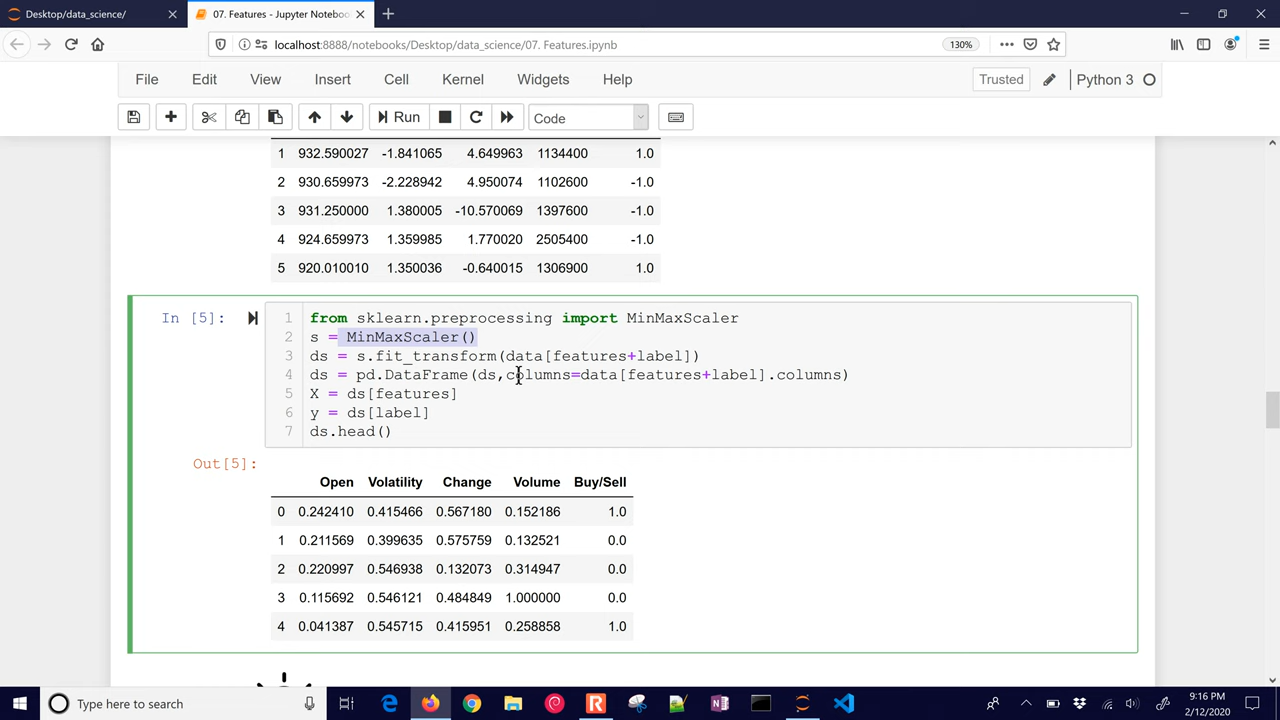 Desktop/data_science/
07. Features - Jupyter Notebook
localhost:8888/notebooks/Desktop/data_science/07. Features.ipynb
130%
File Edit View Insert Cell Kernel Widgets Help
Trusted
Python 3
Run
Code
1 932.590027 -1.841065 4.649963 1134400 1.0
2 930.659973 -2.228942 4.950074 1102600 -1.0
3 931.250000 1.380005 -10.570069 1397600 -1.0
4 924.659973 1.359985 1.770020 2505400 -1.0
5 920.010010 1.350036 -0.640015 1306900 1.0
In [5]:
1 from sklearn.preprocessing import MinMaxScaler
2 s = MinMaxScaler()
3 ds = s.fit_transform(data[features+label])
4 ds = pd.DataFrame(ds,columns=data[features+label].columns)
5 X = ds[features]
6 y = ds[label]
7 ds.head()
Out[5]:
Open Volatility Change Volume Buy/Sell
0 0.242410 0.415466 0.567180 0.152186 1.0
1 0.211569 0.399635 0.575759 0.132521 0.0
2 0.220997 0.546938 0.132073 0.314947 0.0
3 0.115692 0.546121 0.484849 1.000000 0.0
4 0.041387 0.545715 0.415951 0.258858 1.0
Type here to search
9:16 PM
2/12/2020